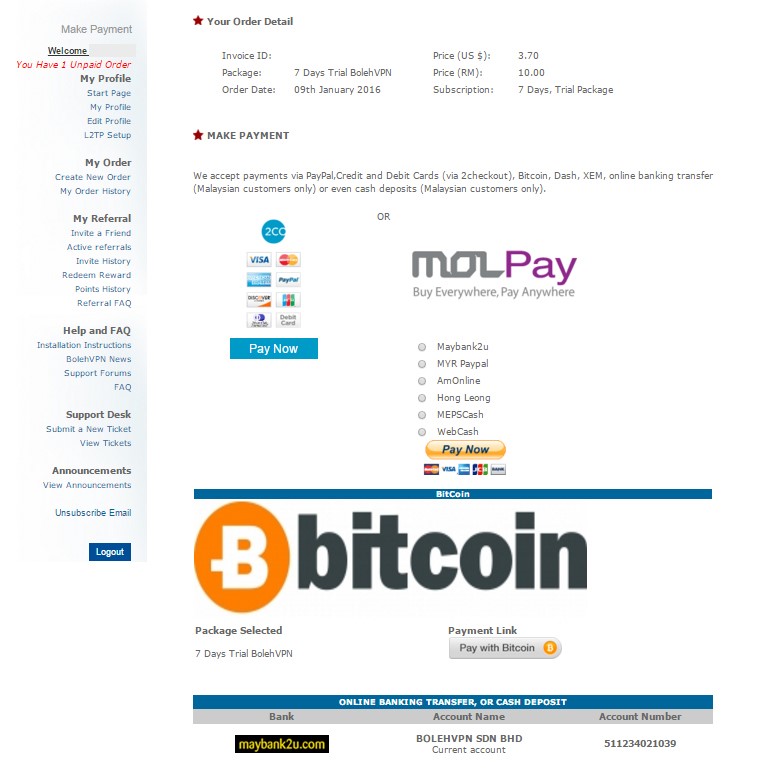 Make Payment
Welcome
You Have 1 Unpaid Order
My Profile
Start Page
My Profile
Edit Profile
L2TP Setup
My Order
Create New Order
My Order History
My Referral
Invite a Friend
Active referrals
Invite History
Redeem Reward
Points History
Referral FAQ
Help and FAQ
Installation Instructions
BolehVPN News
Support Forums
FAQ
Support Desk
Submit a New Ticket
View Tickets
Announcements
View Announcements
Unsubscribe Email
Logout
Your Order Detail
Invoice ID: Price (US $): 3.70
Package: 7 Days Trial BolehVPN Price (RM): 10.00
Order Date: 09th January 2016 Subscription: 7 Days, Trial Package
MAKE PAYMENT
We accept payments via PayPal,Credit and Debit Cards (via 2checkout), Bitcoin, Dash, XEM, online banking transfer
(Malaysian customers only) or even cash deposits (Malaysian customers only).
OR
2CO
VISA MasterCard
PayPal
DISCOVER JCB
Debit Card
Pay Now
MOLPay
Buy Everywhere, Pay Anywhere
Maybank2u
MYR Paypal
AmOnline
Hong Leong
MEPSCash
WebCash
Pay Now
VISA JCB BANK
BitCoin
bitcoin
Package Selected Payment Link
7 Days Trial BolehVPN Pay with Bitcoin
ONLINE BANKING TRANSFER, OR CASH DEPOSIT
Bank Account Name Account Number
maybank2u.com BOLEHVPN SDN BHD 511234021039
Current account